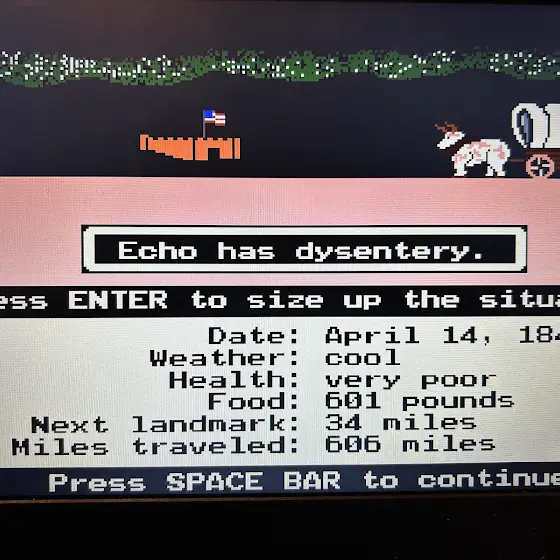 Echo has dysentery.
ess ENTER to size up the situa
Date: April 14, 184
Weather: cool
Health: very poor
Food: 601 pounds
Next landmark: 34 miles
Miles traveled: 606 miles
Press SPACE BAR to continue